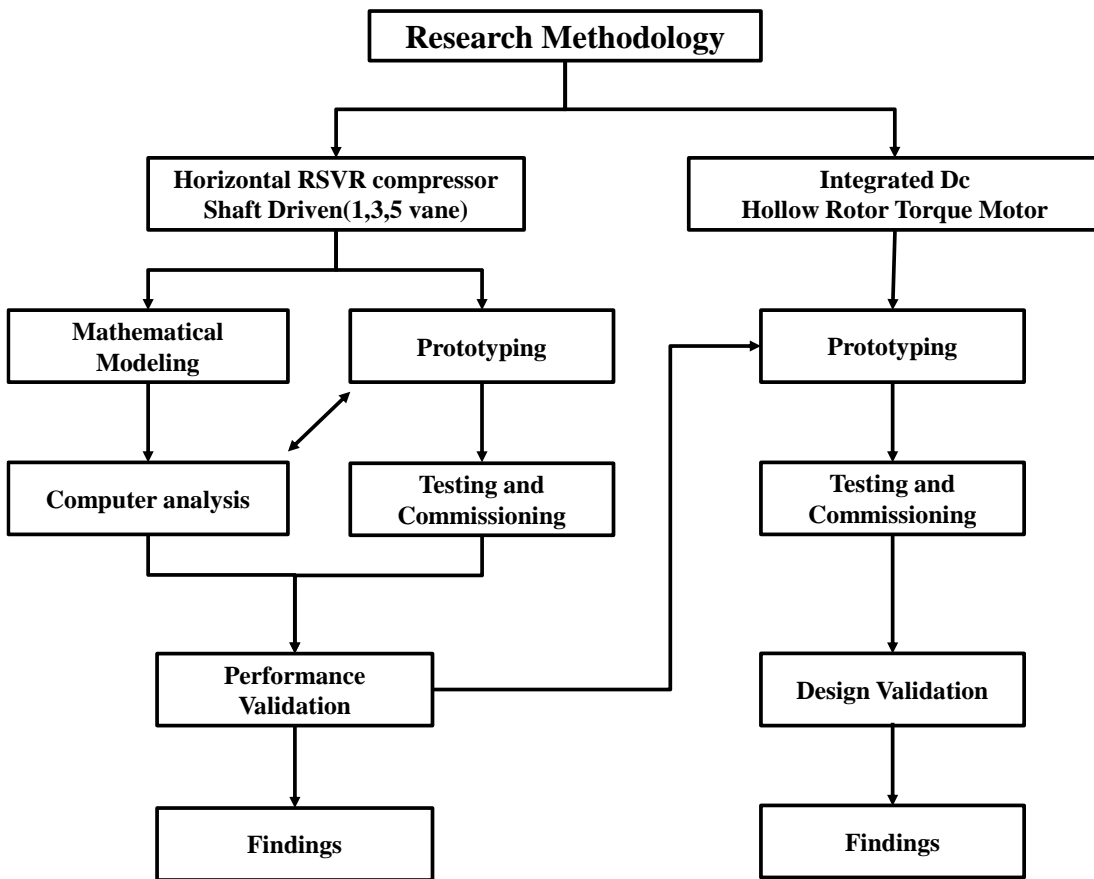 Research Methodology
Horizontal RSVR compressor
Shaft Driven(1,3,5 vane)
Integrated Dc
Hollow Rotor Torque Motor
Mathematical
Modeling
Prototyping
Prototyping
Computer analysis
Testing and
Commissioning
Testing and
Commissioning
Performance
Validation
Design Validation
Findings
Findings